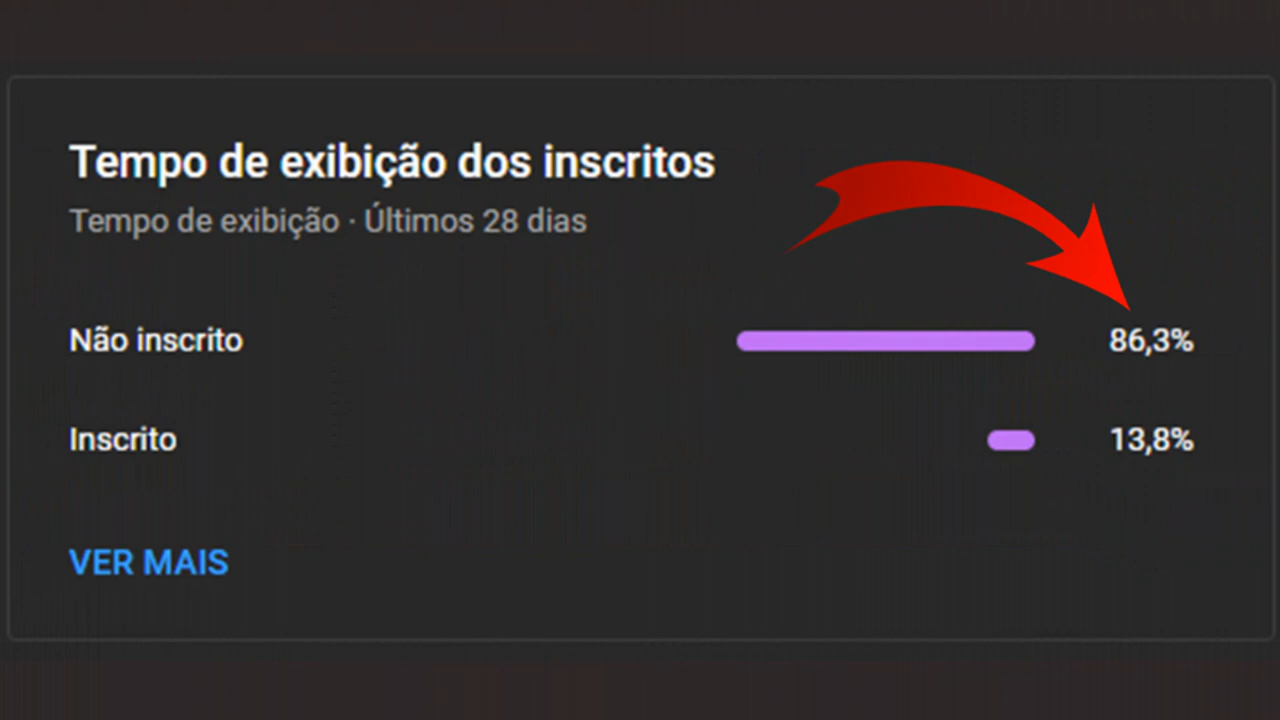 Tempo de exibição dos inscritos
Tempo de exibição · Últimos 28 dias
Não inscrito 86,3%
Inscrito 13,8%
VER MAIS